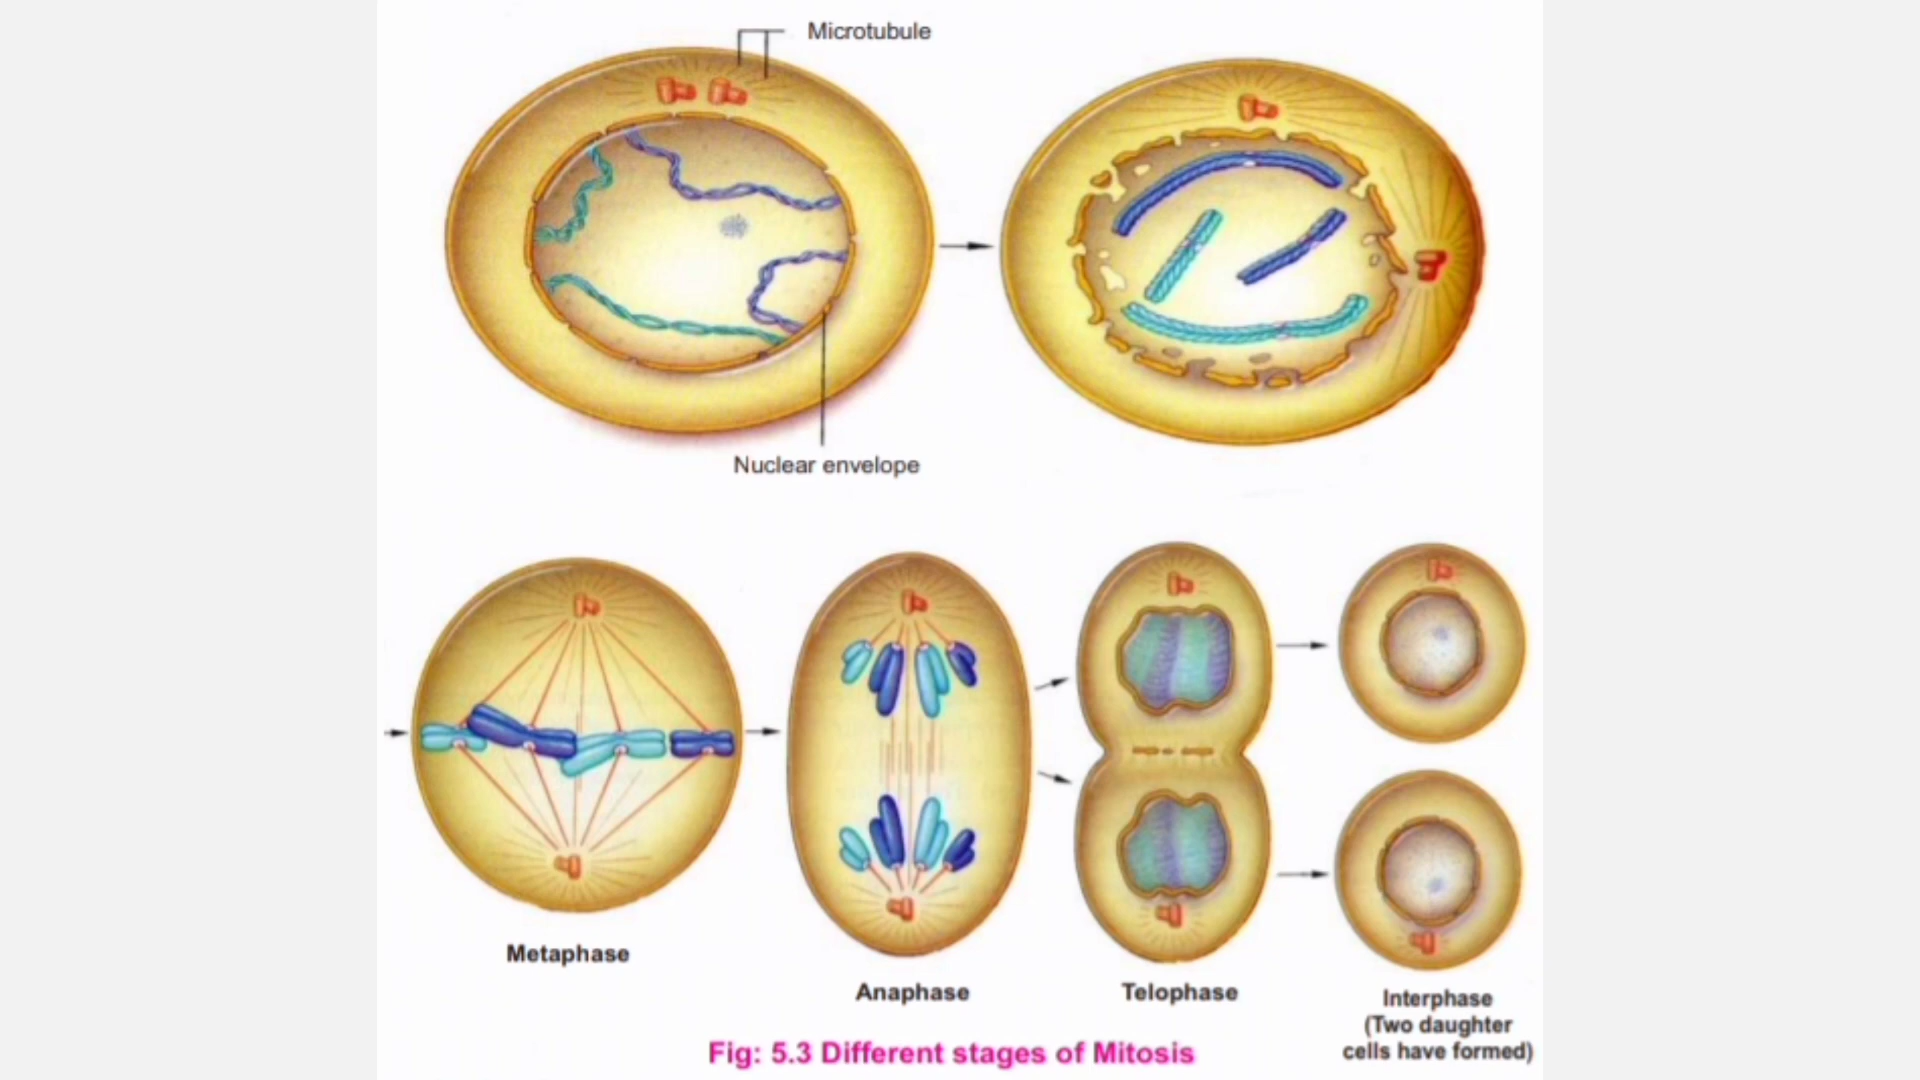 Microtubule
Nuclear envelope
Metaphase
Anaphase
Telophase
Interphase
(Two daughter
cells have formed)
Fig: 5.3 Different stages of Mitosis